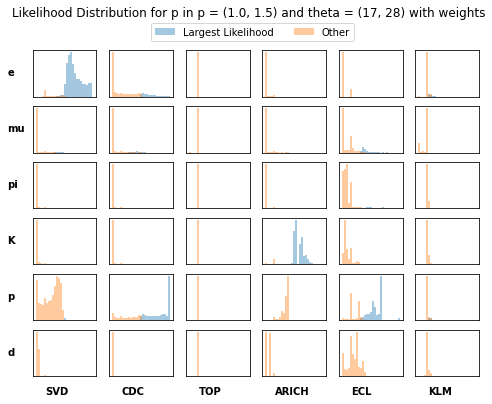 Likelihood Distribution for p in p = (1.0, 1.5) and theta = (17, 28) with weights
Largest Likelihood Other
e
mu
pi
K
p
d
SVD CDC TOP ARICH ECL KLM